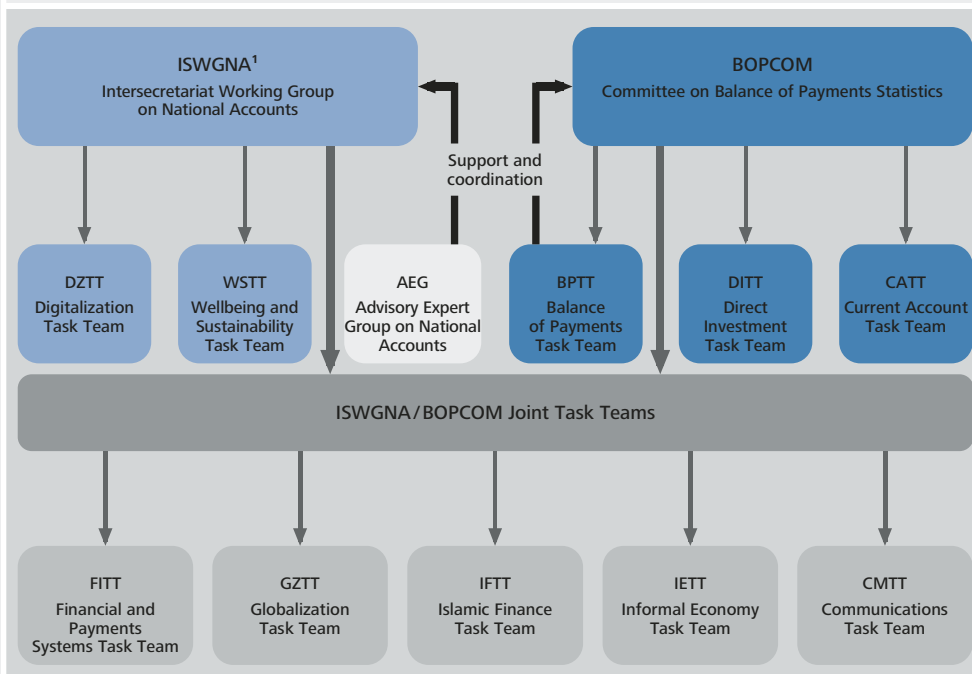 ISWGNA¹
Intersecretariat Working Group
on National Accounts
BOPCOM
Committee on Balance of Payments Statistics
Support and
coordination
DZTT
Digitalization
Task Team
WSTT
Wellbeing and
Sustainability
Task Team
AEG
Advisory Expert
Group on National
Accounts
BPTT
Balance
of Payments
Task Team
DITT
Direct
Investment
Task Team
CATT
Current Account
Task Team
ISWGNA/BOPCOM Joint Task Teams
FITT
Financial and
Payments
Systems Task Team
GZTT
Globalization
Task Team
IFTT
Islamic Finance
Task Team
IETT
Informal Economy
Task Team
CMTT
Communications
Task Team